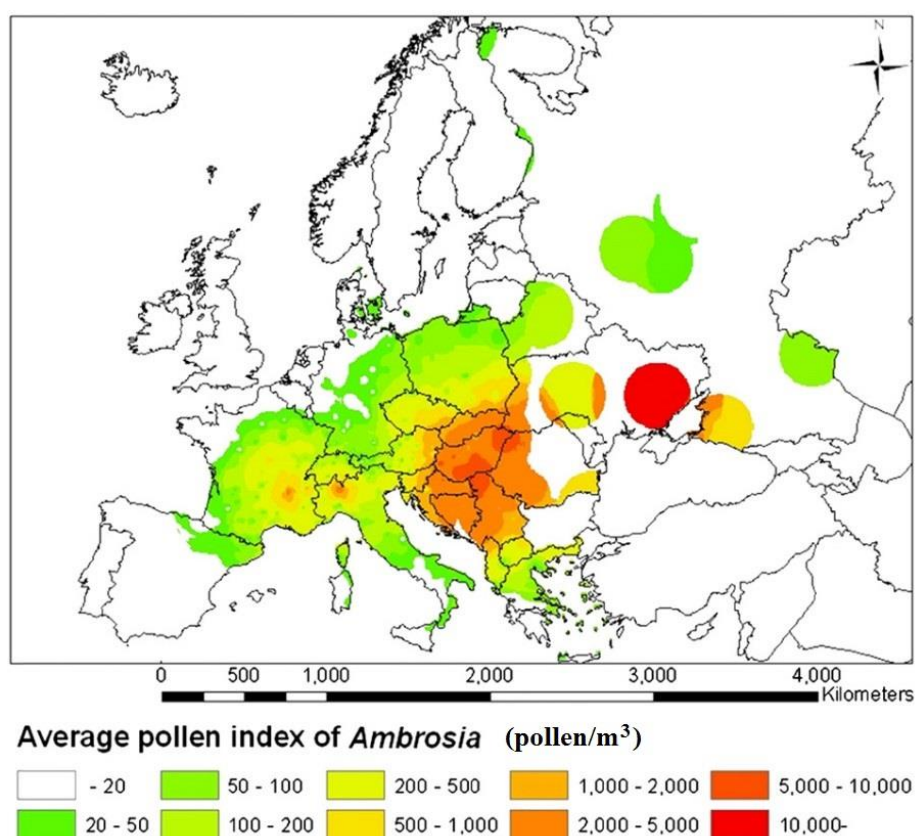 N
0 500 1,000 2,000 3,000 4,000
Kilometers
Average pollen index of Ambrosia (pollen/m³)
- 20 50 - 100 200 - 500 1,000 - 2,000 5,000 - 10,000
20 - 50 100 - 200 500 - 1,000 2,000 - 5,000 10,000-